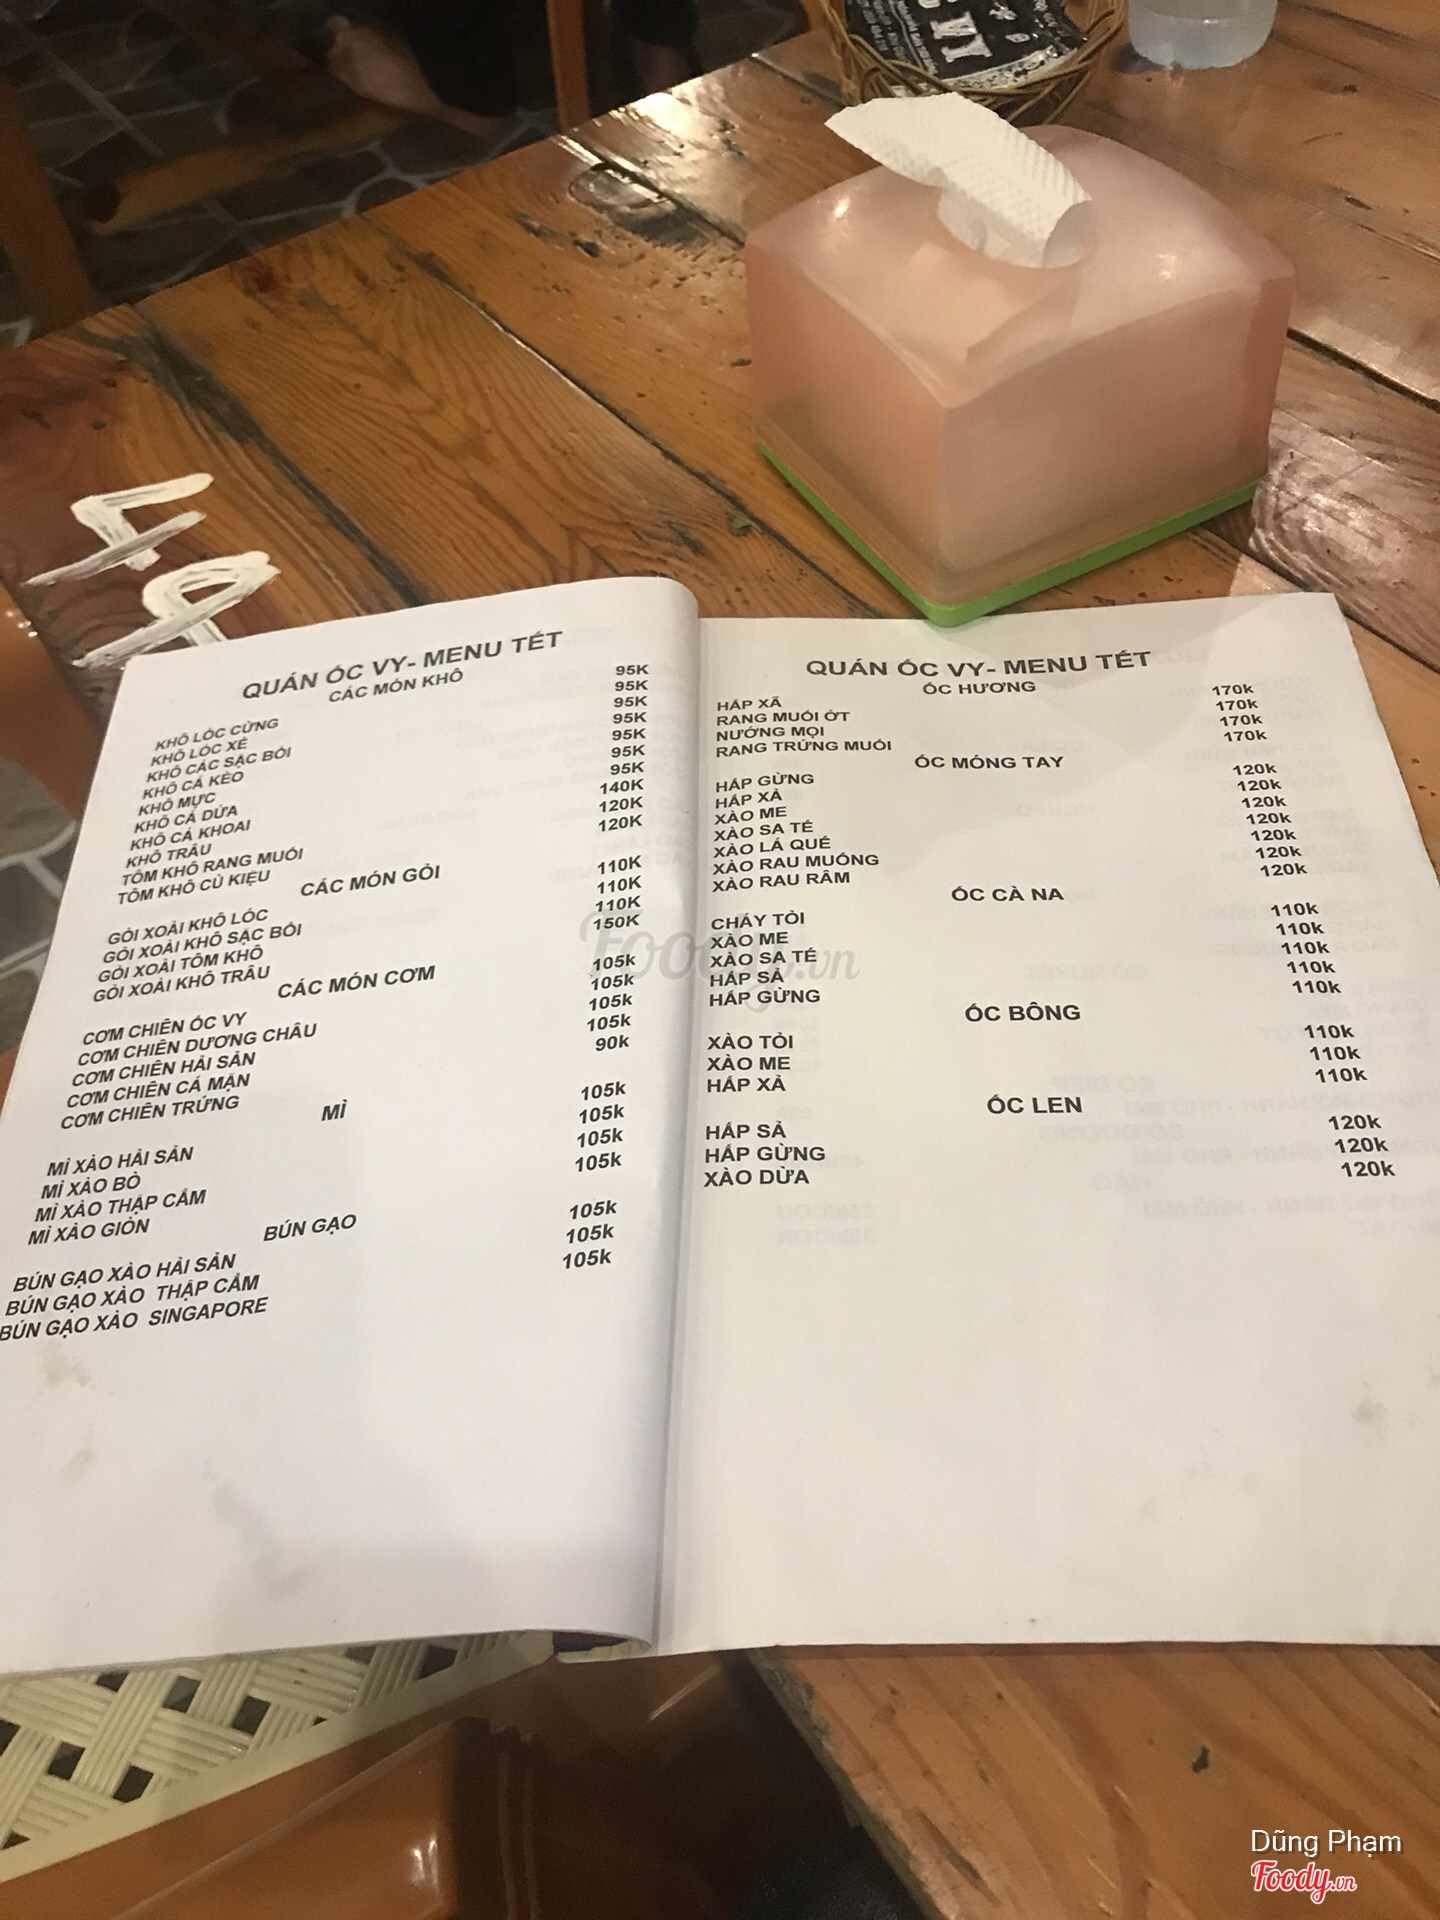 VY
QUÁN ỐC VY- MENU TẾT
CÁC MÓN KHÔ
KHÔ LÓC CỨNG 95K
KHÔ LÓC XẺ 95K
KHÔ CÁC SẶC BỔI 95K
KHÔ CÁ KÈO 95K
KHÔ MỰC 95K
KHÔ CÁ DỨA 95K
KHÔ CÁ KHOAI 95K
KHÔ TRÂU 140K
TÔM KHÔ RANG MUỐI 120K
TÔM KHÔ CỦ KIỆU 120K
CÁC MÓN GỎI
GỎI XOÀI KHÔ LÓC 110K
GỎI XOÀI KHÔ SẶC BỔI 110K
GỎI XOÀI TÔM KHÔ 110K
GỎI XOÀI KHÔ TRÂU 150K
CÁC MÓN CƠM
CƠM CHIÊN ỐC VY 105k
CƠM CHIÊN DƯƠNG CHÂU 105k
CƠM CHIÊN HẢI SẢN 105k
CƠM CHIÊN CÁ MẶN 105k
CƠM CHIÊN TRỨNG 90k
MÌ
MÌ XÀO HẢI SẢN 105k
MÌ XÀO BÒ 105k
MÌ XÀO THẬP CẨM 105k
MÌ XÀO GIÒN 105k
BÚN GẠO
BÚN GẠO XÀO HẢI SẢN 105k
BÚN GẠO XÀO THẬP CẨM 105k
BÚN GẠO XÀO SINGAPORE 105k
QUÁN ỐC VY- MENU TẾT
ỐC HƯƠNG
HẤP XÃ 170k
RANG MUỐI ỚT 170k
NƯỚNG MỌI 170k
RANG TRỨNG MUỐI 170k
ỐC MÓNG TAY
HẤP GỪNG 120k
HẤP XẢ 120k
XÀO ME 120k
XÀO SA TẾ 120k
XÀO LÁ QUẾ 120k
XÀO RAU MUỐNG 120k
XÀO RAU RÂM 120k
ỐC CÀ NA
CHÁY TỎI 110k
XÀO ME 110k
XÀO SA TẾ 110k
HẤP SẢ 110k
HẤP GỪNG 110k
ỐC BÔNG
XÀO TỎI 110k
XÀO ME 110k
HẤP XẢ 110k
ỐC LEN
HẤP SẢ 120k
HẤP GỪNG 120k
XÀO DỪA 120k
Foody.vn
Dũng Phạm
Foody.vn